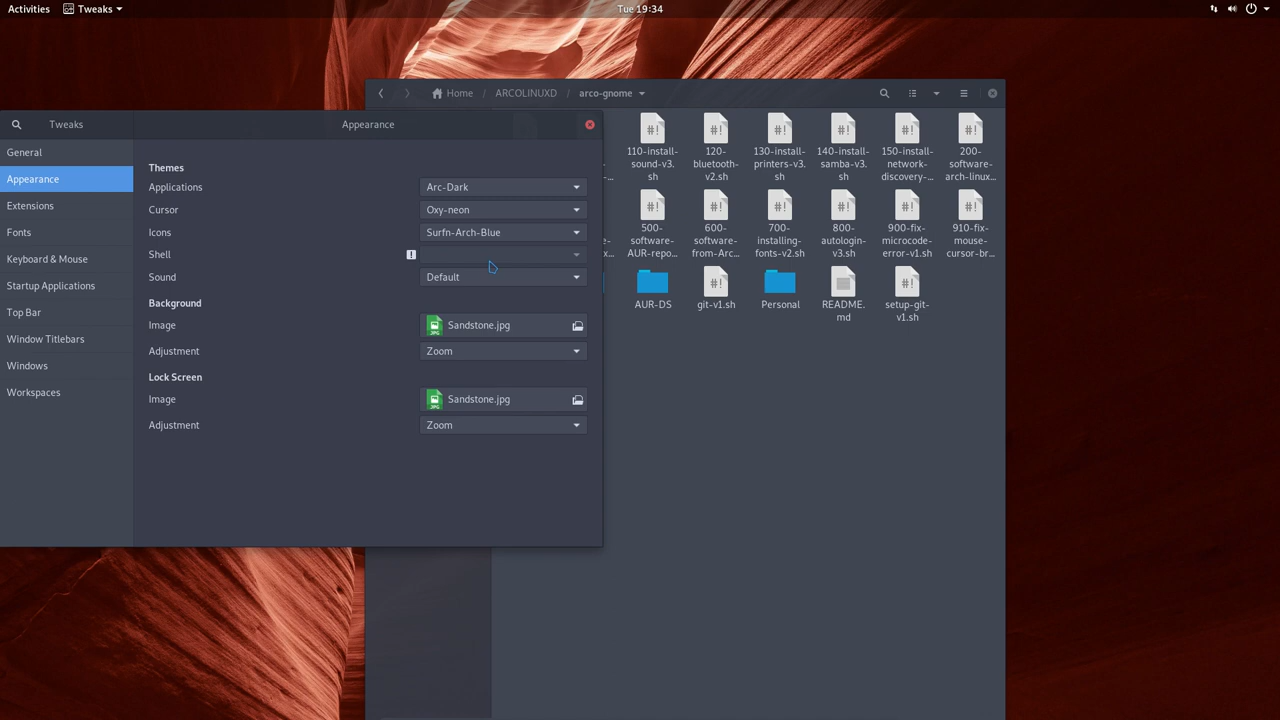 Activities
Tweaks
Tue 19:34
Home / ARCOLINUXD / arco-gnome
Tweaks
Appearance
General
Appearance
Extensions
Fonts
Keyboard & Mouse
Startup Applications
Top Bar
Window Titlebars
Windows
Workspaces
Themes
Applications
Arc-Dark
Cursor
Oxy-neon
Icons
Surfn-Arch-Blue
Shell
Sound
Default
Background
Image
Sandstone.jpg
Adjustment
Zoom
Lock Screen
Image
Sandstone.jpg
Adjustment
Zoom
110-install-
sound-v3.
sh
120-
bluetooth-
v2.sh
130-install-
printers-v3.
sh
140-install-
samba-v3.
sh
150-install-
network-
discovery-...
200-
software-
arch-linux...
500-
software-
AUR-repo...
600-
software-
from-Arc...
700-
installing-
fonts-v2.sh
800-
autologin-
v3.sh
900-fix-
microcode-
error-v1.sh
910-fix-
mouse-
cursor-br...
AUR-DS
git-v1.sh
Personal
README.
md
setup-git-
v1.sh